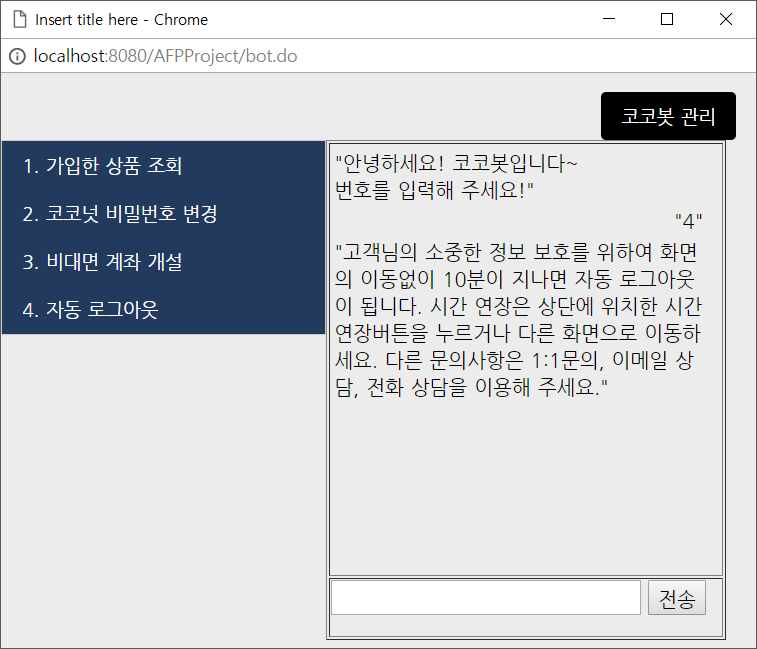 Insert title here - Chrome
localhost:8080/AFPProject/bot.do
코코봇 관리
1. 가입한 상품 조회
2. 코코넛 비밀번호 변경
3. 비대면 계좌 개설
4. 자동 로그아웃
"안녕하세요! 코코봇입니다~
번호를 입력해 주세요!"
"4"
"고객님의 소중한 정보 보호를 위하여 화면
의 이동없이 10분이 지나면 자동 로그아웃
이 됩니다. 시간 연장은 상단에 위치한 시간
연장버튼을 누르거나 다른 화면으로 이동하
세요. 다른 문의사항은 1:1문의, 이메일 상
담, 전화 상담을 이용해 주세요."
전송